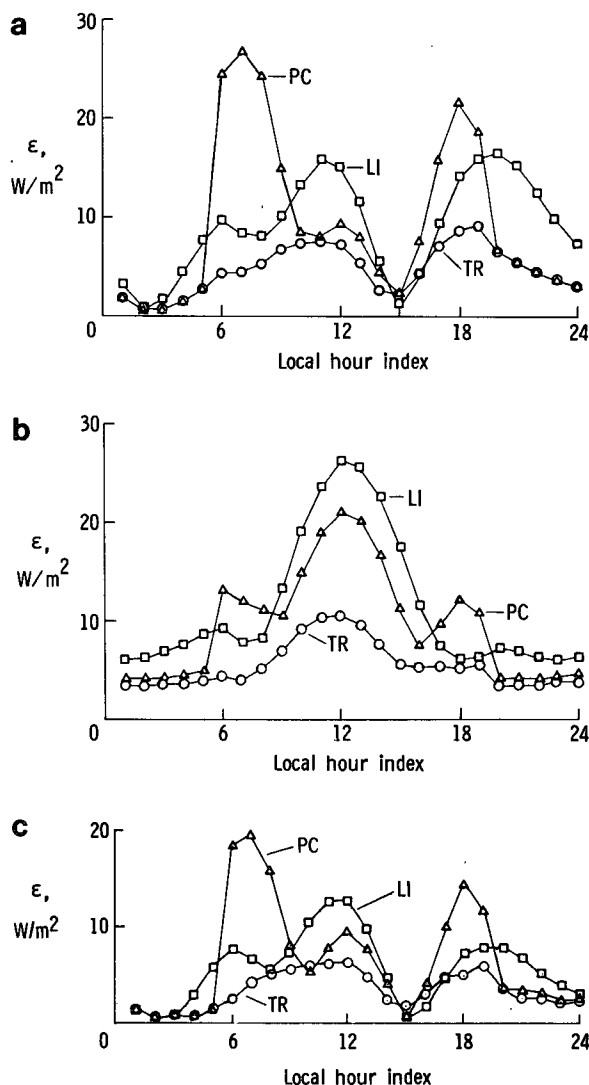 a
30
20
10
0
ε,
W/m²
PC
LI
TR
6
12
18
24
Local hour index
b
30
20
10
0
ε,
W/m²
LI
PC
TR
6
12
18
24
Local hour index
c
20
10
0
ε,
W/m²
PC
LI
TR
6
12
18
24
Local hour index